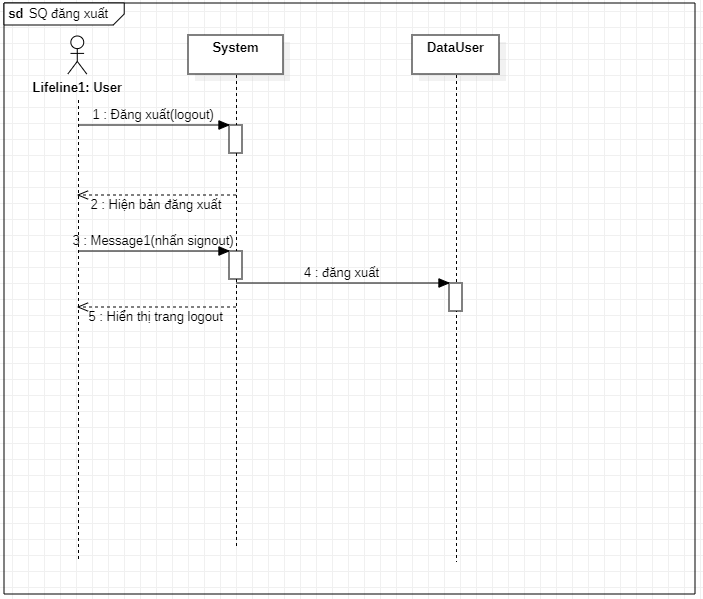 sd SQ đăng xuất
System
DataUser
Lifeline1: User
1 : Đăng xuất(logout)
2 : Hiện bản đăng xuất
3 : Message1(nhấn signout)
4 : đăng xuất
5 : Hiển thị trang logout